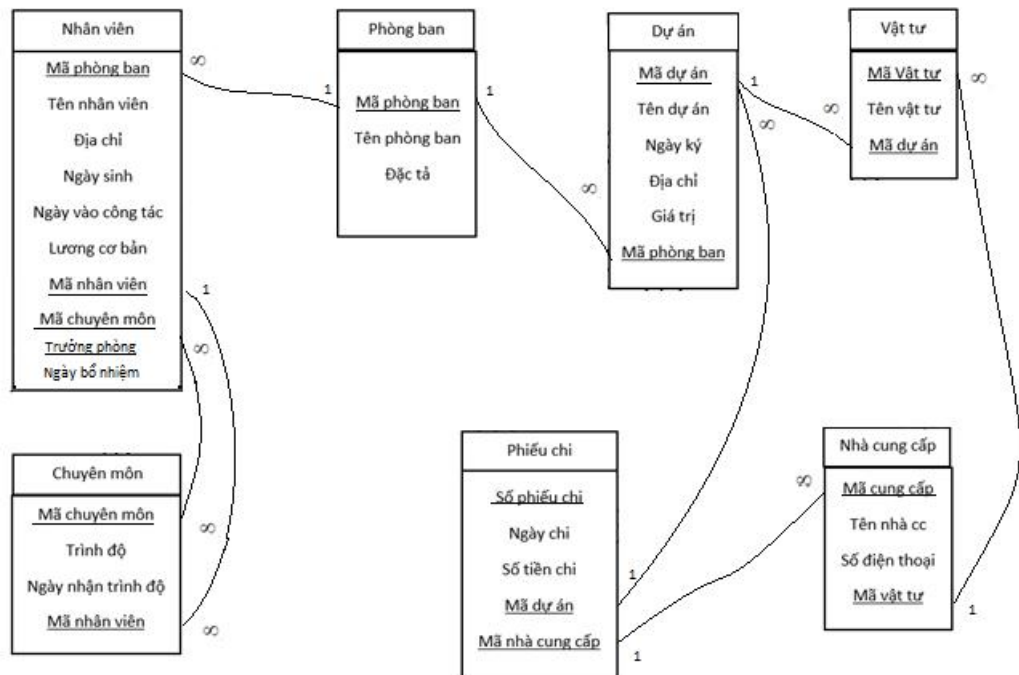 Nhân viên
Mã phòng ban
Tên nhân viên
Địa chỉ
Ngày sinh
Ngày vào công tác
Lương cơ bản
Mã nhân viên
Mã chuyên môn
Trưởng phòng
Ngày bổ nhiệm
∞
1
∞
Phòng ban
Mã phòng ban
Tên phòng ban
Đặc tả
1
1
∞
Dự án
Mã dự án
Tên dự án
Ngày ký
Địa chỉ
Giá trị
Mã phòng ban
1
∞
∞
Vật tư
Mã Vật tư
Tên vật tư
Mã dự án
∞
Chuyên môn
Mã chuyên môn
Trình độ
Ngày nhận trình độ
Mã nhân viên
∞
∞
Phiếu chi
Số phiếu chi
Ngày chi
Số tiền chi
Mã dự án
Mã nhà cung cấp
1
1
Nhà cung cấp
Mã cung cấp
Tên nhà cc
Số điện thoại
Mã vật tư
∞
1